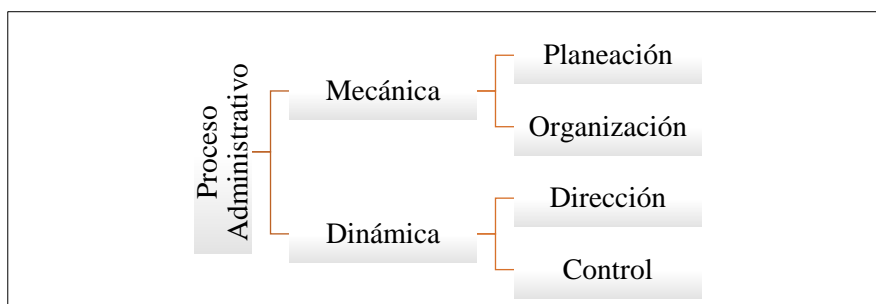 Proceso
Administrativo
Mecánica
Planeación
Organización
Dinámica
Dirección
Control